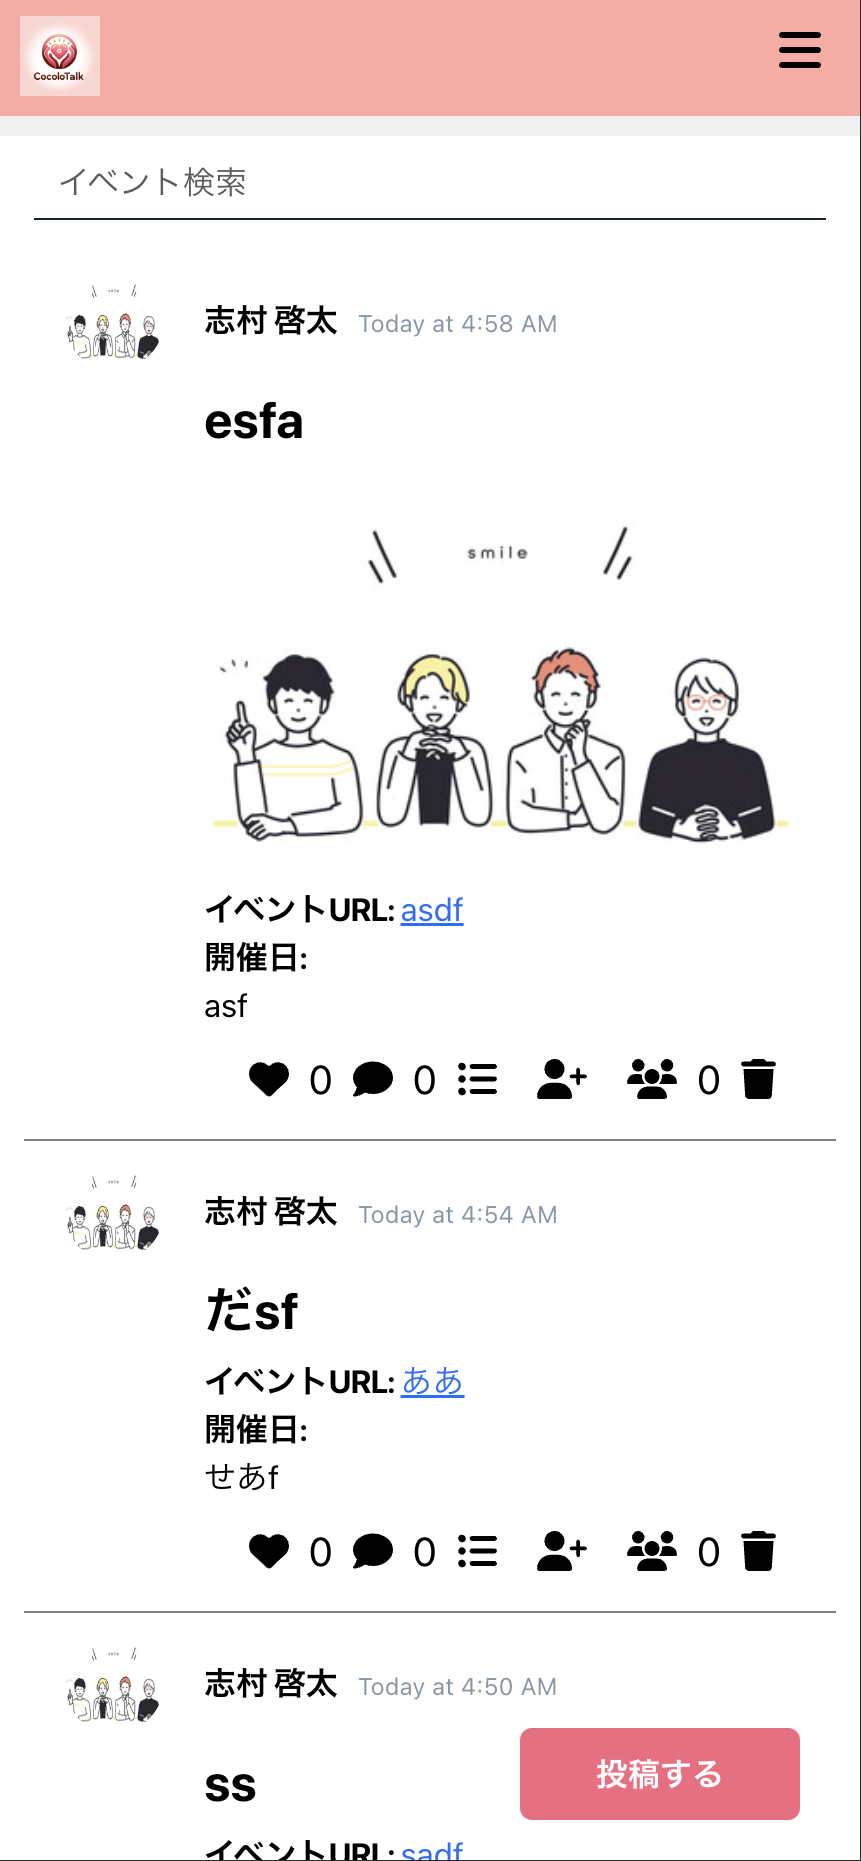 CocoloTalk
イベント検索
志村 啓太 Today at 4:58 AM
esfa
smile
イベントURL: asdf
開催日:
asf
0 0 0
志村 啓太 Today at 4:54 AM
だsf
イベントURL: ああ
開催日:
せあf
0 0 0
志村 啓太 Today at 4:50 AM
ss
投稿する
イベントURL: sadf